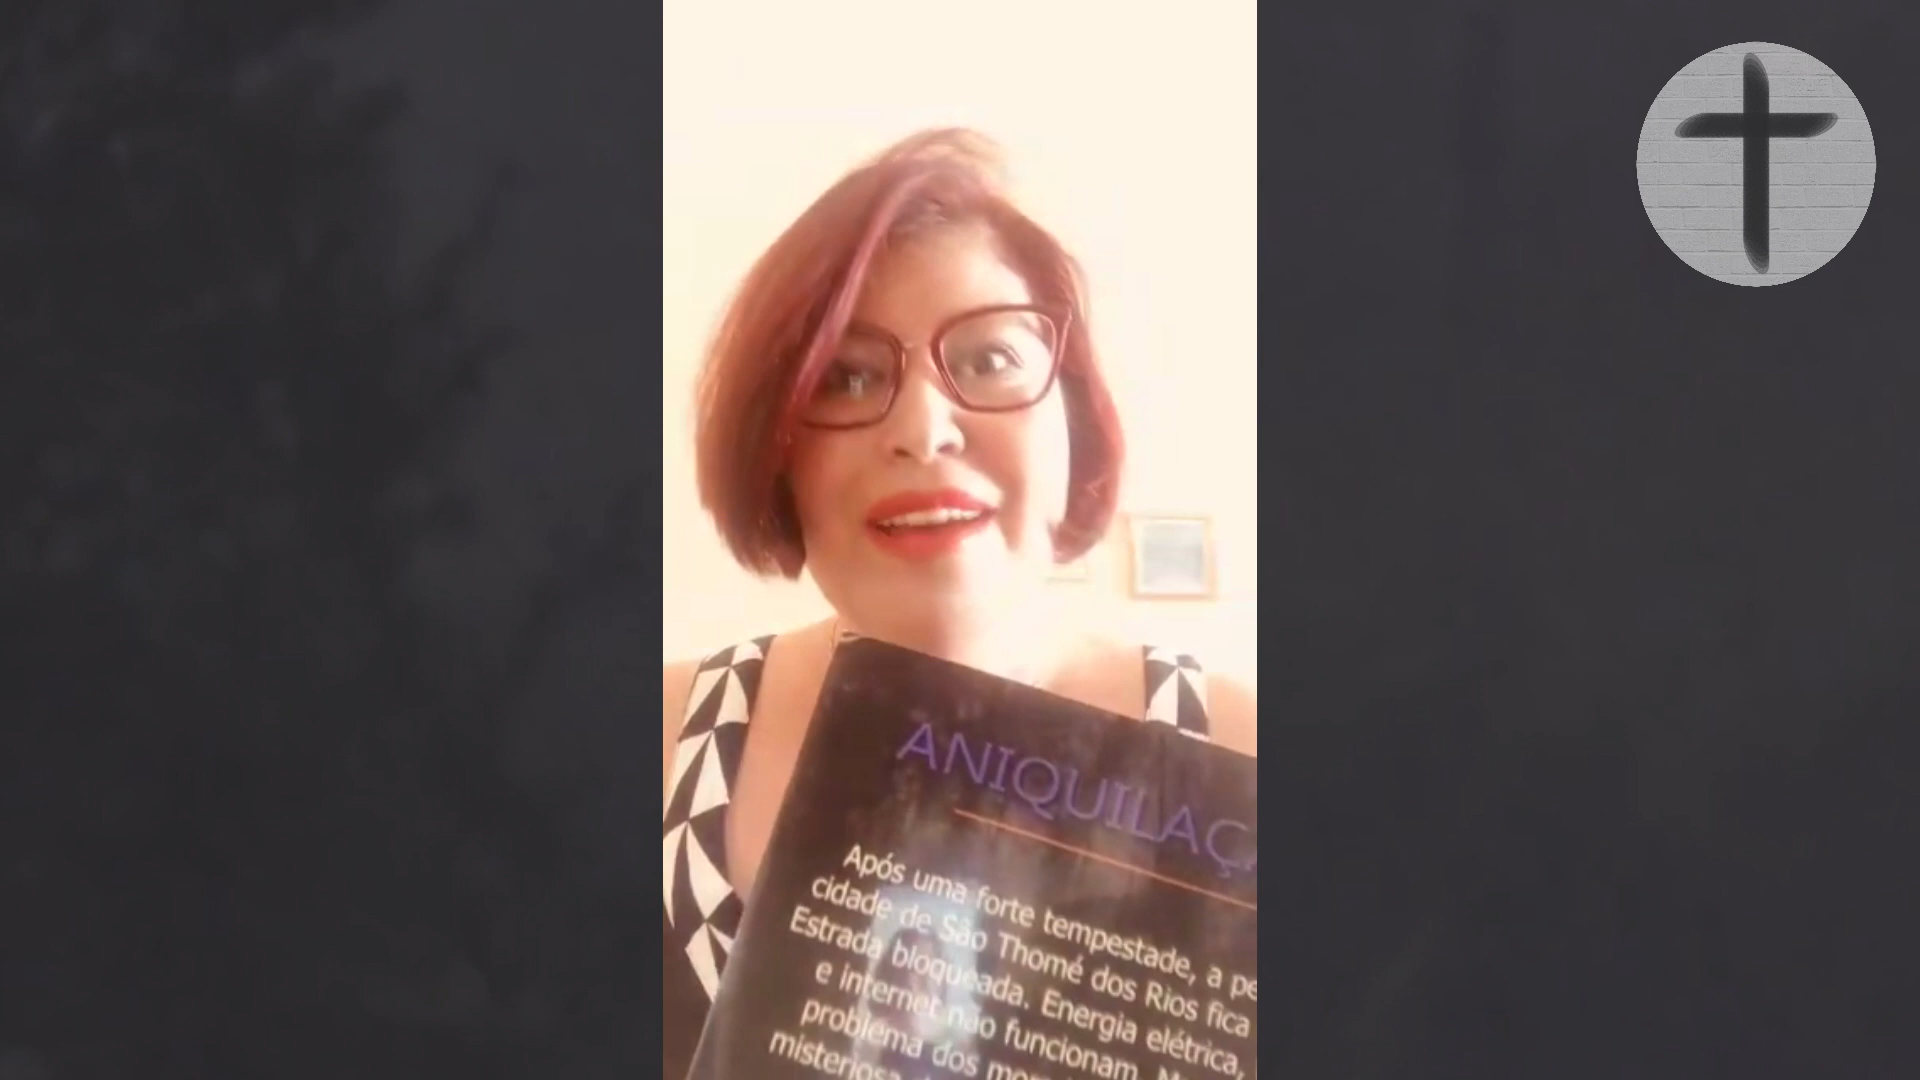 ANIQUILAÇ
Após uma forte tempestade, a pe
cidade de São Thomé dos Rios fica
Estrada bloqueada. Energia elétrica,
e internet não funcionam.
problema dos
misteriosa